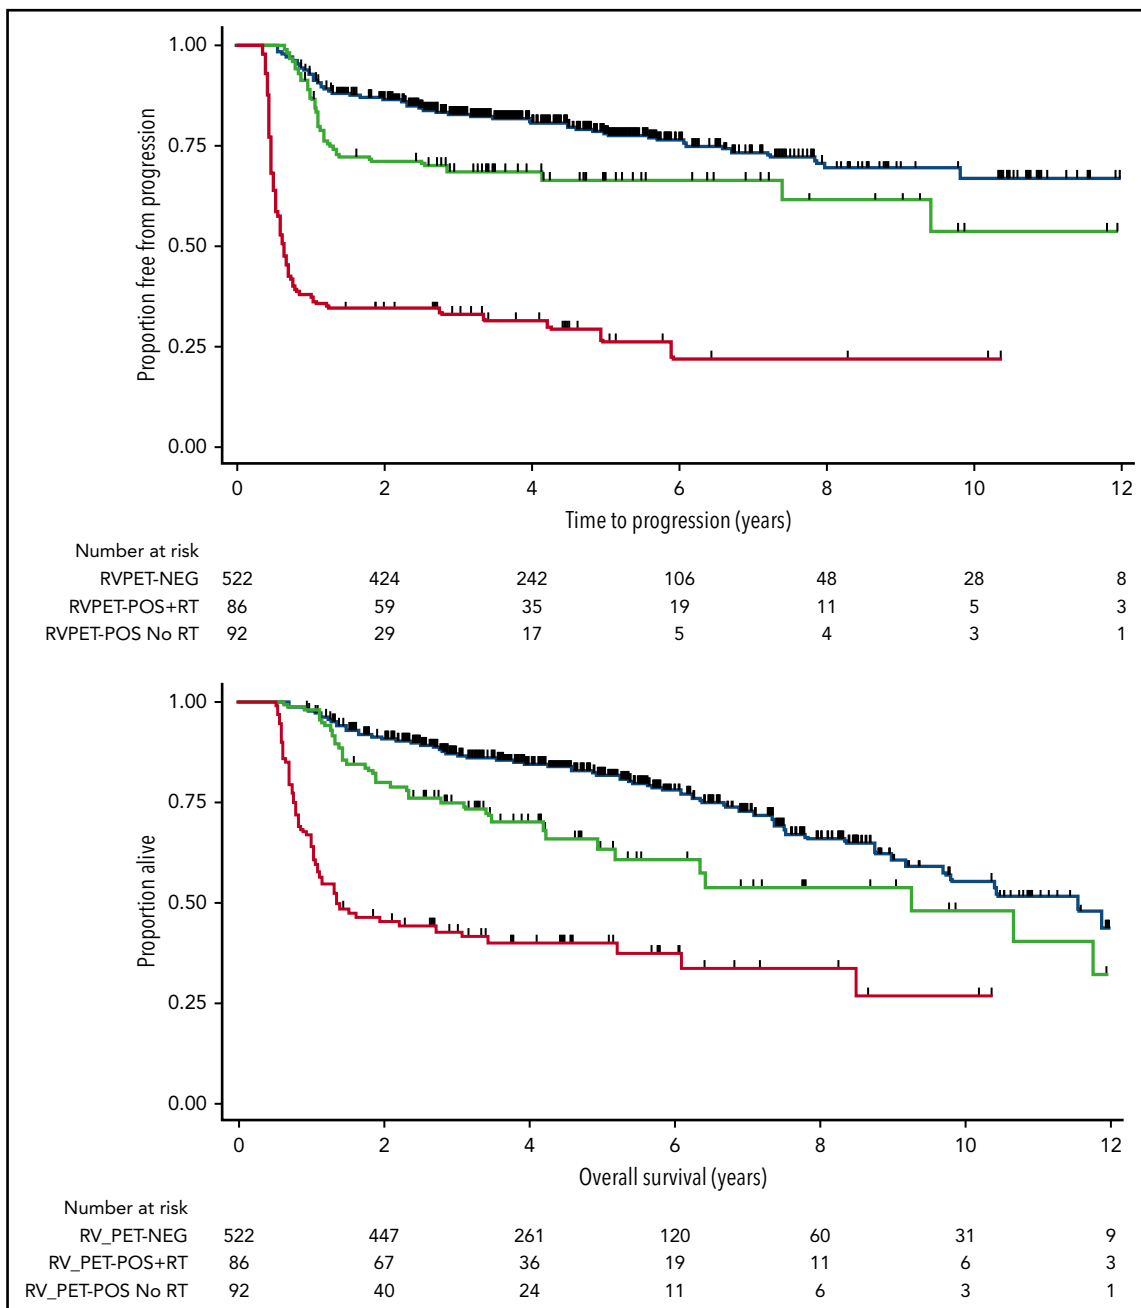 1.00
0.75
0.50
0.25
0.00
Proportion free from progression
0 2 4 6 8 10 12
Time to progression (years)
Number at risk
RVPET-NEG 522 424 242 106 48 28 8
RVPET-POS+RT 86 59 35 19 11 5 3
RVPET-POS No RT 92 29 17 5 4 3 1
1.00
0.75
0.50
0.25
0.00
Proportion alive
0 2 4 6 8 10 12
Overall survival (years)
Number at risk
RV_PET-NEG 522 447 261 120 60 31 9
RV_PET-POS+RT 86 67 36 19 11 6 3
RV_PET-POS No RT 92 40 24 11 6 3 1